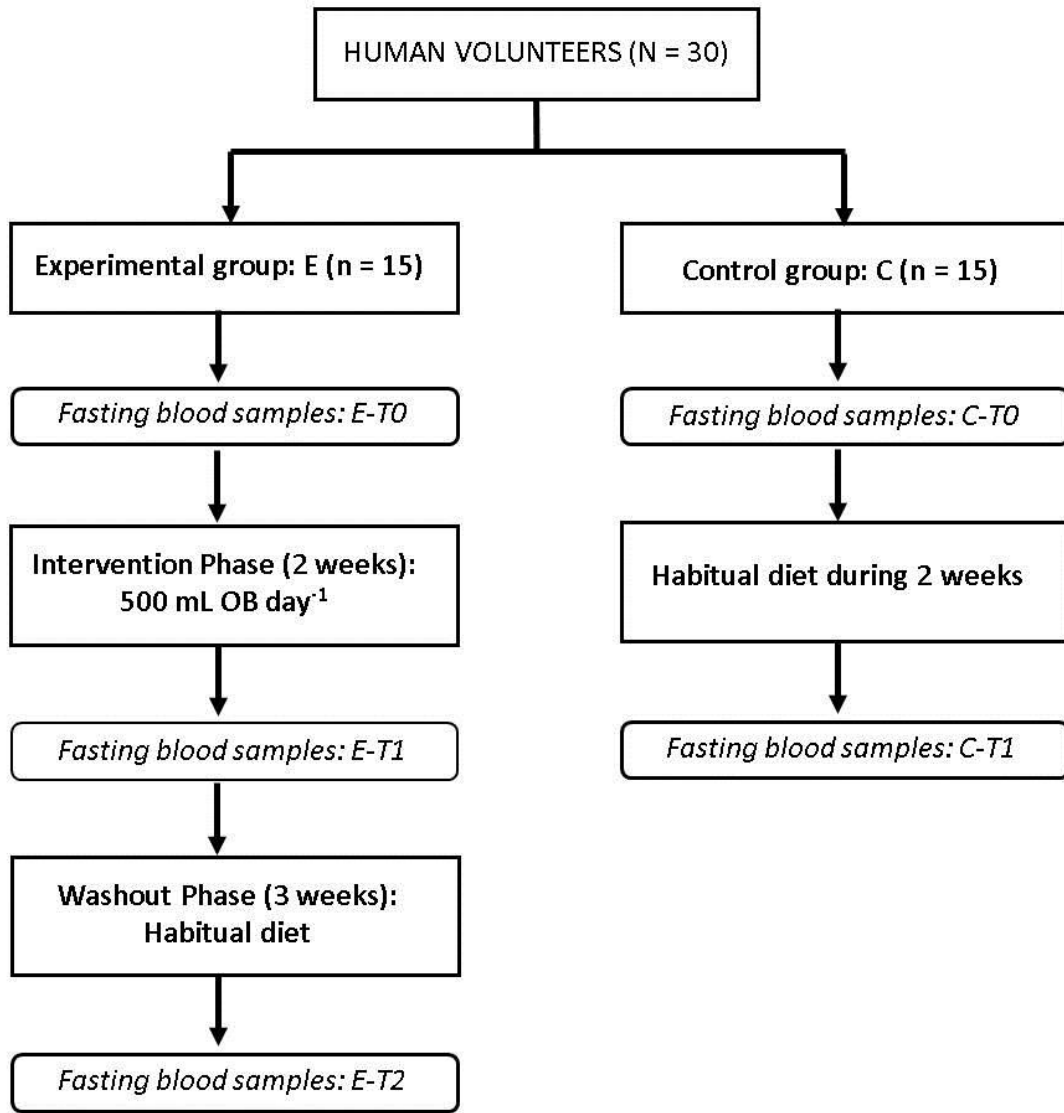 HUMAN VOLUNTEERS (N = 30)
Experimental group: E (n = 15)
Control group: C (n = 15)
Fasting blood samples: E-T0
Fasting blood samples: C-T0
Intervention Phase (2 weeks):
500 mL OB day⁻¹
Habitual diet during 2 weeks
Fasting blood samples: E-T1
Fasting blood samples: C-T1
Washout Phase (3 weeks):
Habitual diet
Fasting blood samples: E-T2